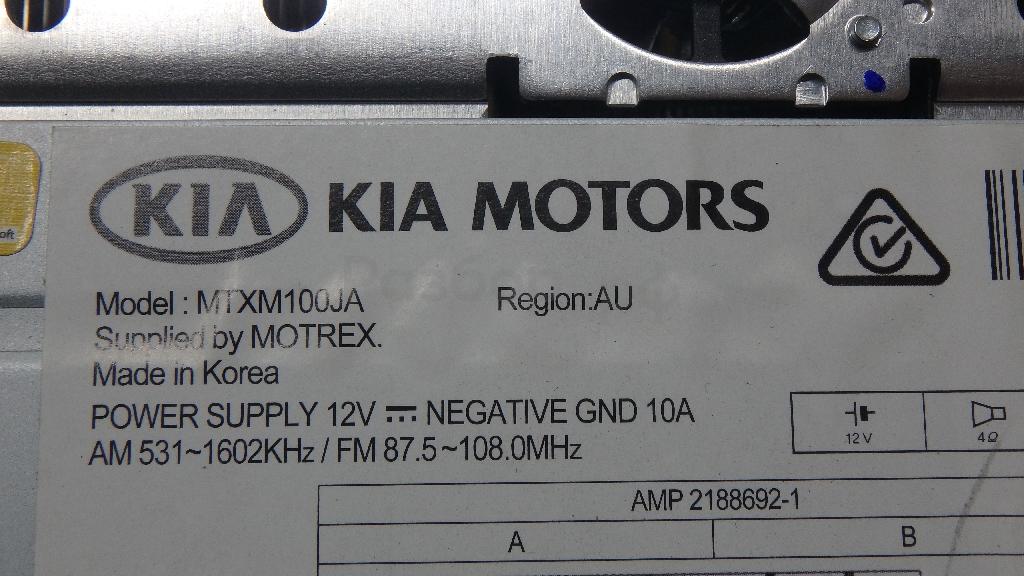 KIA KIA MOTORS
Model : MTXM100JA Region:AU
Supplied by MOTREX.
Made in Korea
POWER SUPPLY 12V ⎓ NEGATIVE GND 10A
AM 531~1602KHz / FM 87.5~108.0MHz
12V 4Ω
AMP 2188692-1
A B
oft